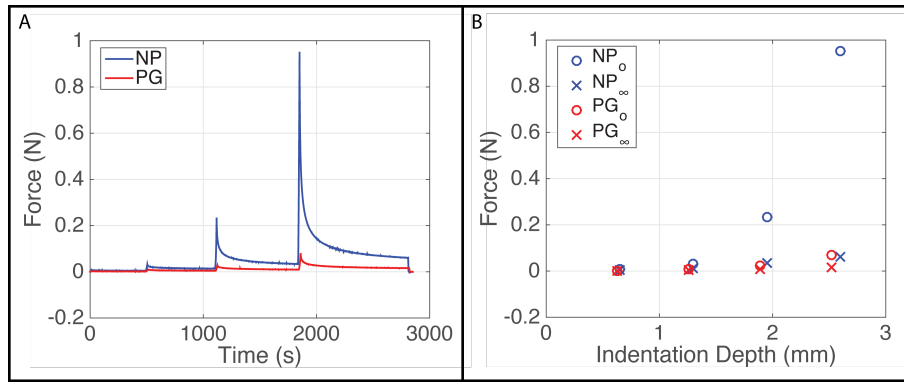 A
1
0.8
0.6
0.4
0.2
0
-0.2
Force (N)
NP
PG
0
1000
2000
3000
Time (s)
B
1
0.8
0.6
0.4
0.2
0
-0.2
Force (N)
NPo
NP∞
PGo
PG∞
0
1
2
3
Indentation Depth (mm)